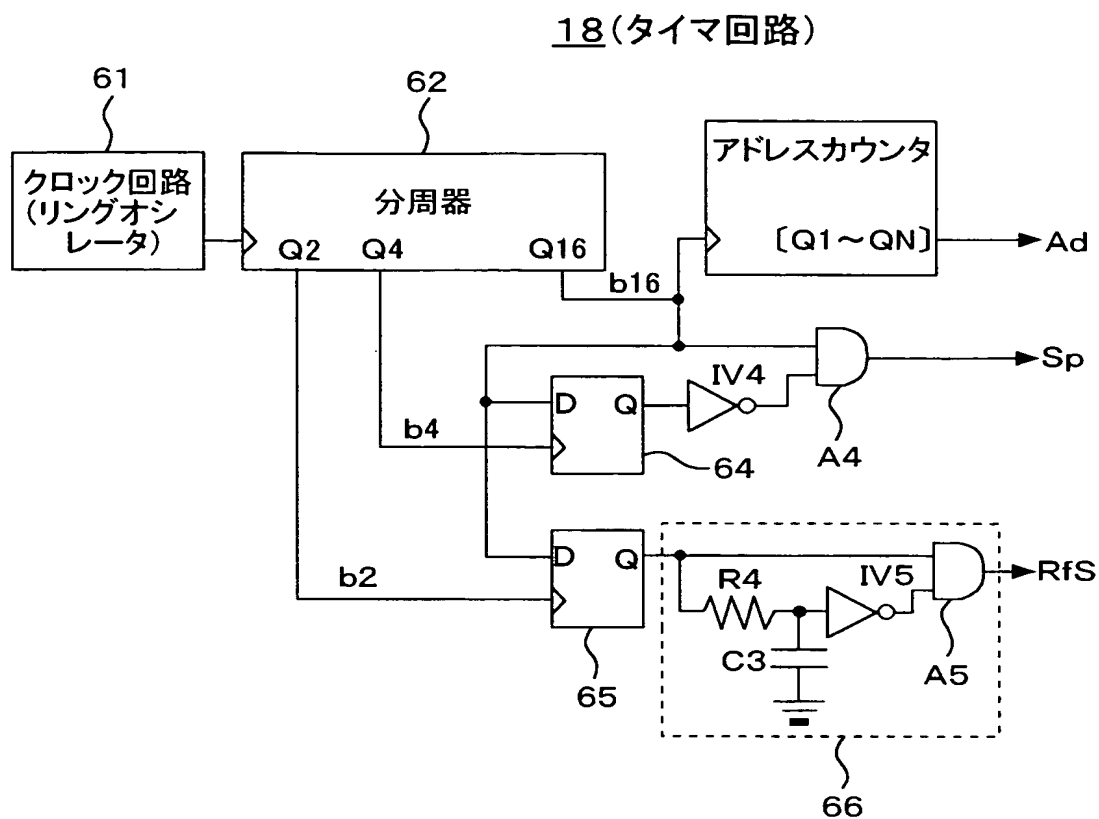 18(タイマ回路)
61
62
クロック回路
(リングオシ
レータ)
分周器
Q2
Q4
Q16
アドレスカウンタ
[Q1～QN]
Ad
b16
Sp
IV4
D
Q
b4
64
A4
D
Q
b2
65
R4
IV5
RfS
C3
A5
66